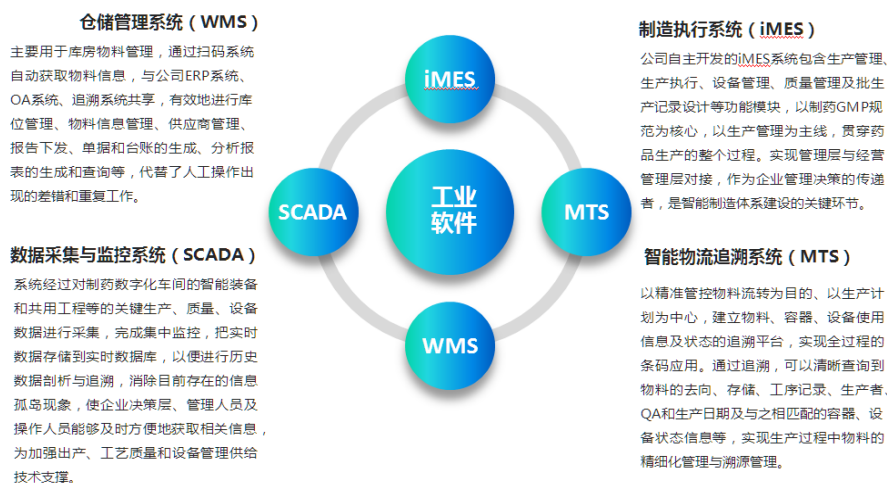 仓储管理系统（WMS）
主要用于库房物料管理，通过扫码系统
自动获取物料信息，与公司ERP系统、
OA系统、追溯系统共享，有效地进行库
位管理、物料信息管理、供应商管理、
报告下发、单据和台账的生成、分析报
表的生成和查询等，代替了人工操作出
现的差错和重复工作。
数据采集与监控系统（SCADA）
系统经过对制药数字化车间的智能装备
和共用工程等的关键生产、质量、设备
数据进行采集，完成集中监控，把实时
数据存储到实时数据库，以便进行历史
数据剖析与追溯，消除目前存在的信息
孤岛现象，使企业决策层、管理人员及
操作人员能够及时方便地获取相关信息，
为加强出产、工艺质量和设备管理供给
技术支撑。
iMES
SCADA
工业
软件
MTS
WMS
制造执行系统（iMES）
公司自主开发的iMES系统包含生产管理、
生产执行、设备管理、质量管理及批生
产记录设计等功能模块，以制药GMP规
范为核心，以生产管理为主线，贯穿药
品生产的整个过程。实现管理层与经营
管理层对接，作为企业管理决策的传递
者，是智能制造体系建设的关键环节。
智能物流追溯系统（MTS）
以精准管控物料流转为目的、以生产计
划为中心，建立物料、容器、设备使用
信息及状态的追溯平台，实现全过程的
条码应用。通过追溯，可以清晰查询到
物料的去向、存储、工序记录、生产者、
QA和生产日期及与之相匹配的容器、设
备状态信息等，实现生产过程中物料的
精细化管理与溯源管理。